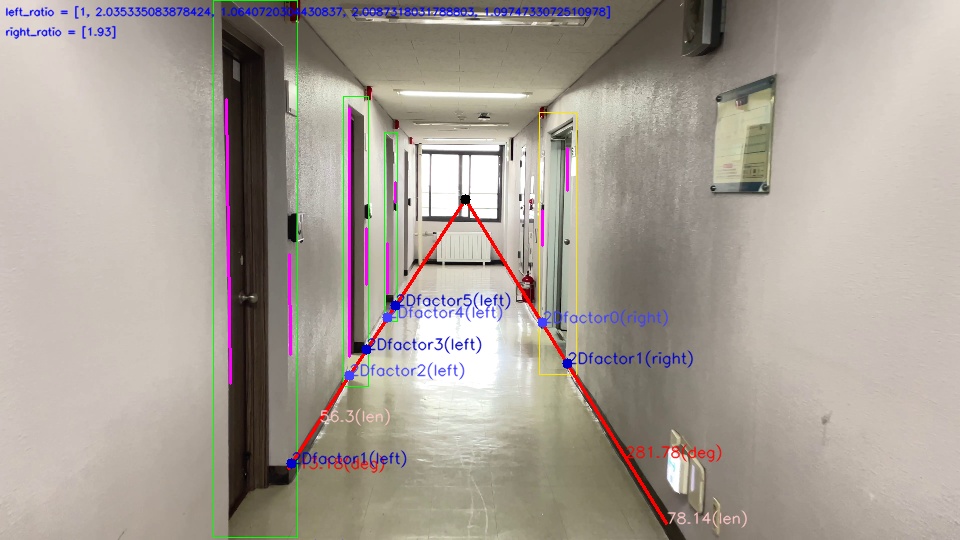 left_ratio = [1, 2.035335083878424, 1.0640720334430837, 2.0087318031788803, 1.0974733072510978]
right_ratio = [1.93]
2Dfactor5(left)
2Dfactor4(left)
2Dfactor0(right)
2Dfactor3(left)
2Dfactor1(right)
2Dfactor2(left)
56.3(len)
281.78(deg)
2Dfactor1(left)
78.14(len)